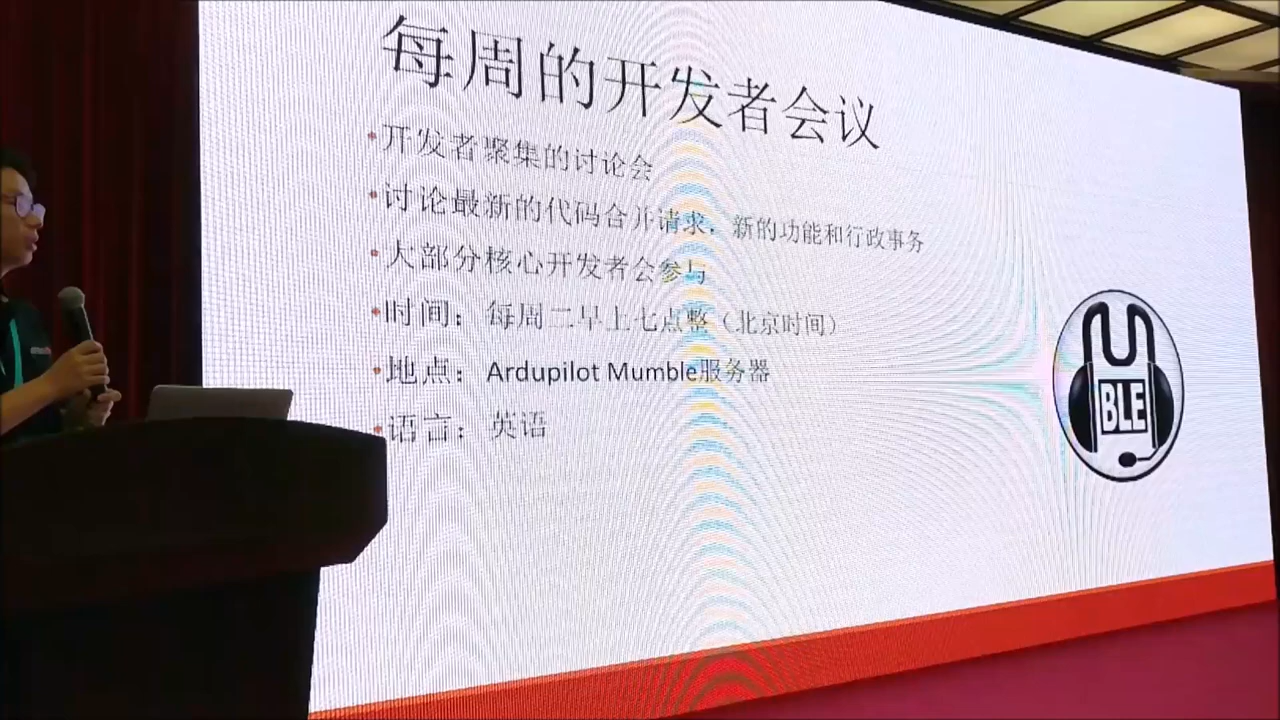 每周的开发者会议
•开发者聚集的讨论会
•讨论最新的代码合并请求，新的功能和行政事务
•大部分核心开发者会参与
•时间：每周二早上七点整（北京时间）
•地点：Ardupilot Mumble服务器
•语言：英语
BLE